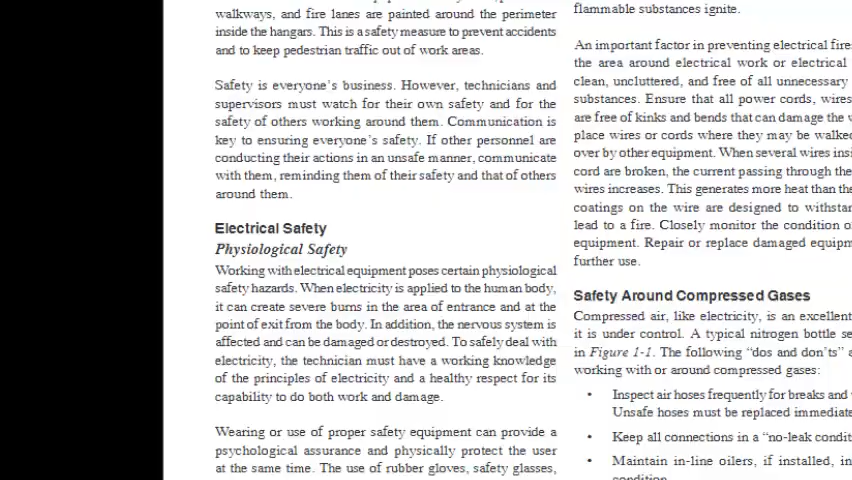 walkways, and fire lanes are painted around the perimeter
inside the hangars. This is a safety measure to prevent accidents
and to keep pedestrian traffic out of work areas.
Safety is everyone's business. However, technicians and
supervisors must watch for their own safety and for the
safety of others working around them. Communication is
key to ensuring everyone's safety. If other personnel are
conducting their actions in an unsafe manner, communicate
with them, reminding them of their safety and that of others
around them.
Electrical Safety
Physiological Safety
Working with electrical equipment poses certain physiological
safety hazards. When electricity is applied to the human body,
it can create severe burns in the area of entrance and at the
point of exit from the body. In addition, the nervous system is
affected and can be damaged or destroyed. To safely deal with
electricity, the technician must have a working knowledge
of the principles of electricity and a healthy respect for its
capability to do both work and damage.
Wearing or use of proper safety equipment can provide a
psychological assurance and physically protect the user
at the same time. The use of rubber gloves, safety glasses,
flammable substances ignite.
An important factor in preventing electrical fire
the area around electrical work or electrical
clean, uncluttered, and free of all unnecessary
substances. Ensure that all power cords, wires
are free of kinks and bends that can damage the
place wires or cords where they may be walked
over by other equipment. When several wires insi
cord are broken, the current passing through the
wires increases. This generates more heat than the
coatings on the wire are designed to withstan
lead to a fire. Closely monitor the condition o
equipment. Repair or replace damaged equipm
further use.
Safety Around Compressed Gases
Compressed air, like electricity, is an excellent
it is under control. A typical nitrogen bottle se
in Figure 1-1. The following “dos and don'ts” a
working with or around compressed gases:
• Inspect air hoses frequently for breaks and
Unsafe hoses must be replaced immediate
• Keep all connections in a “no-leak condit
• Maintain in-line oilers, if installed, in